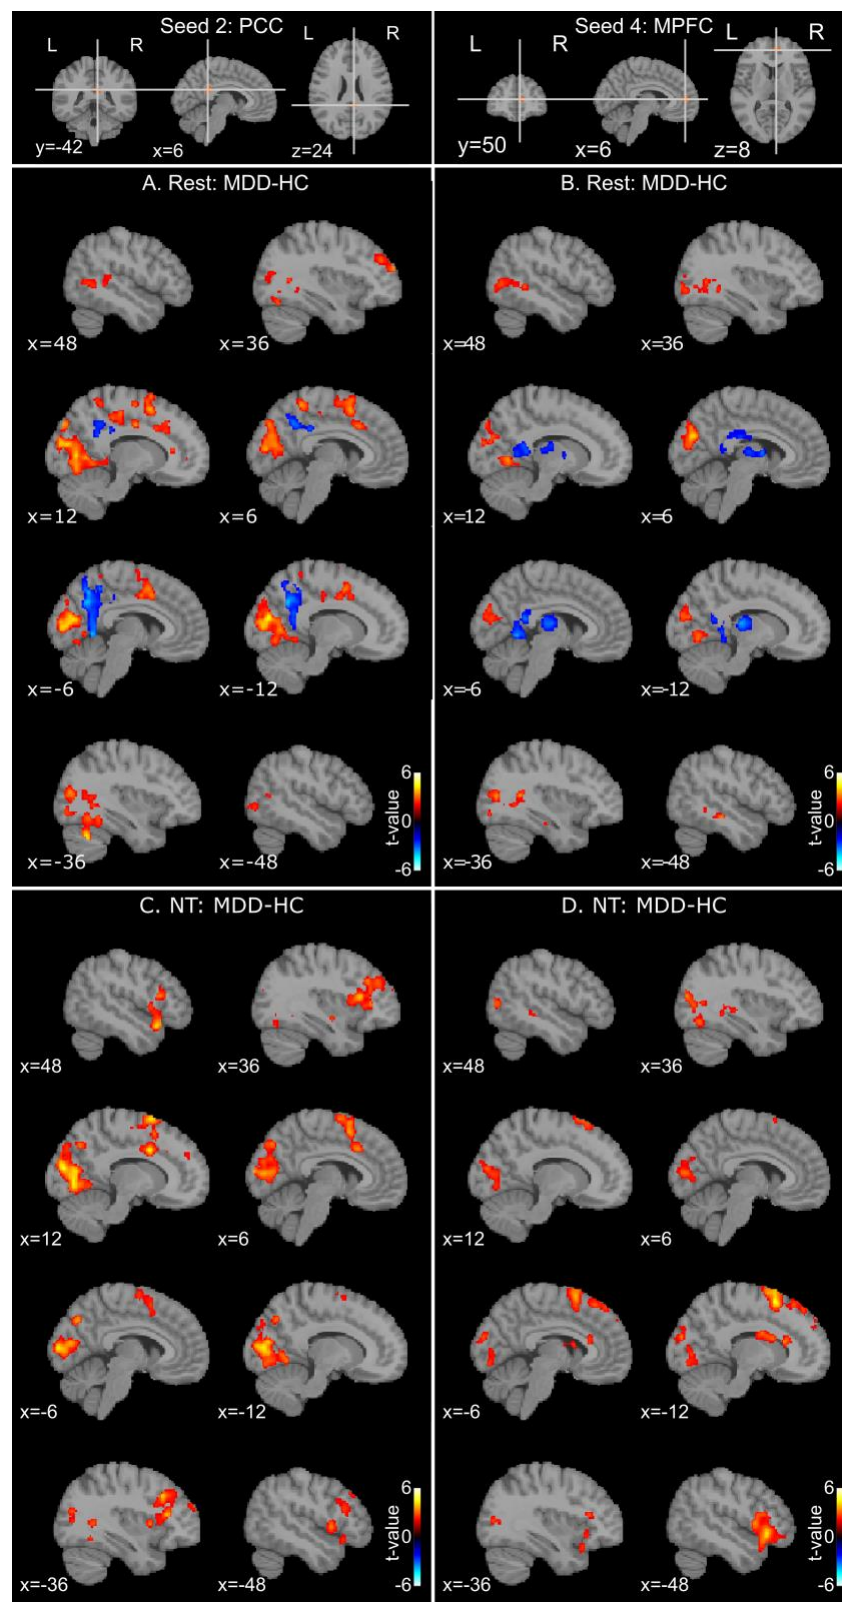 Seed 2: PCC
L R L R
y=-42 x=6 z=24
Seed 4: MPFC
L R L R
y=50 x=6 z=8
A. Rest: MDD-HC
x=48 x=36
x=12 x=6
x=-6 x=-12
x=-36 x=-48
6
0
-6
t-value
B. Rest: MDD-HC
x=48 x=36
x=12 x=6
x=-6 x=-12
x=-36 x=-48
6
0
-6
t-value
C. NT: MDD-HC
x=48 x=36
x=12 x=6
x=-6 x=-12
x=-36 x=-48
6
0
-6
t-value
D. NT: MDD-HC
x=48 x=36
x=12 x=6
x=-6 x=-12
x=-36 x=-48
6
0
-6
t-value